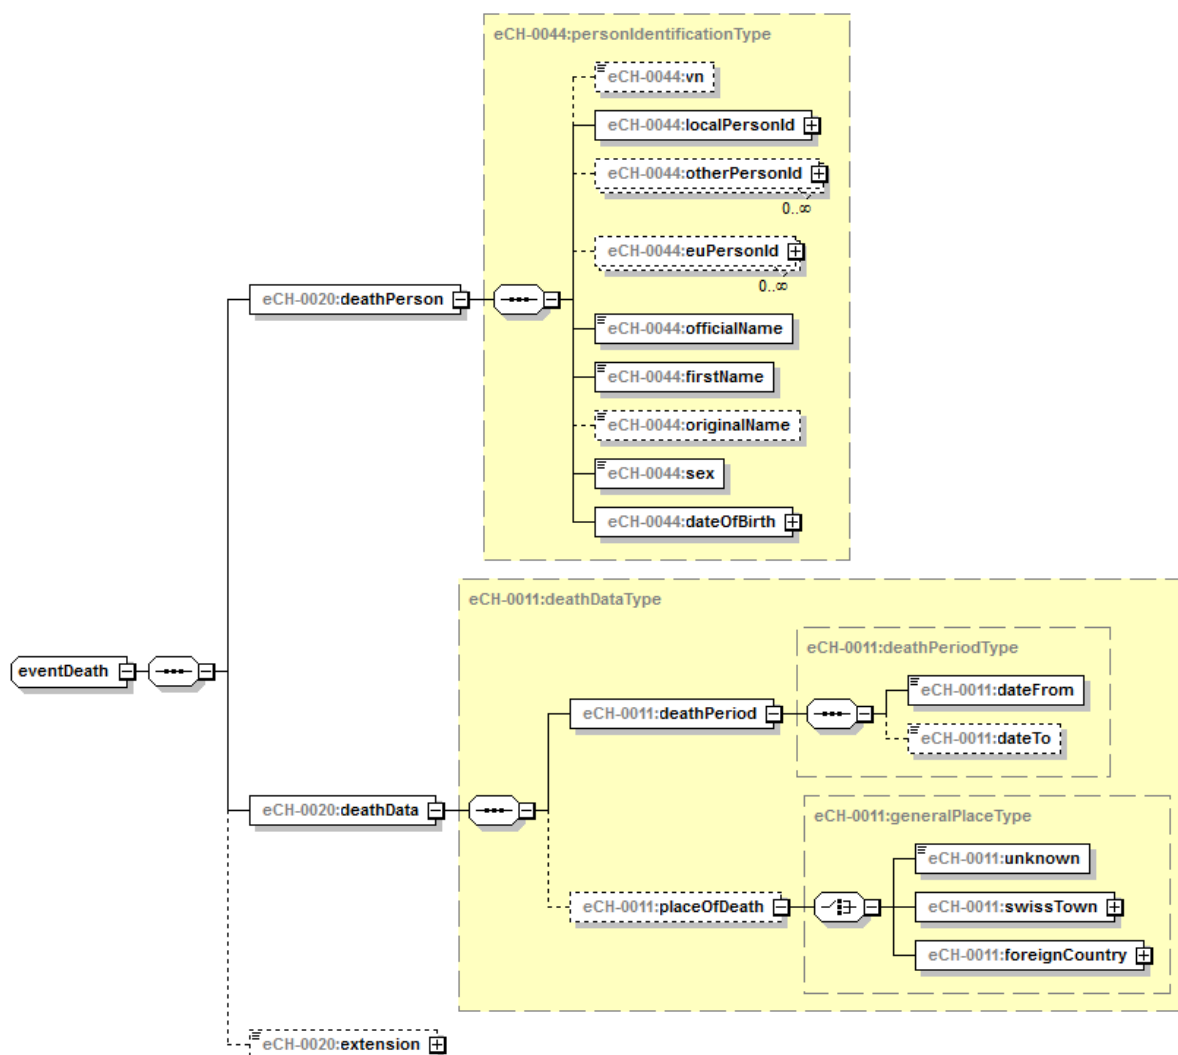 eCH-0044:personIdentificationType
eCH-0044:vn
eCH-0044:localPersonId
eCH-0044:otherPersonId
0..∞
eCH-0044:euPersonId
0..∞
eCH-0020:deathPerson
eCH-0044:officialName
eCH-0044:firstName
eCH-0044:originalName
eCH-0044:sex
eCH-0044:dateOfBirth
eCH-0011:deathDataType
eCH-0011:deathPeriodType
eventDeath
eCH-0011:dateFrom
eCH-0011:deathPeriod
eCH-0011:dateTo
eCH-0020:deathData
eCH-0011:generalPlaceType
eCH-0011:unknown
eCH-0011:placeOfDeath
eCH-0011:swissTown
eCH-0011:foreignCountry
eCH-0020:extension